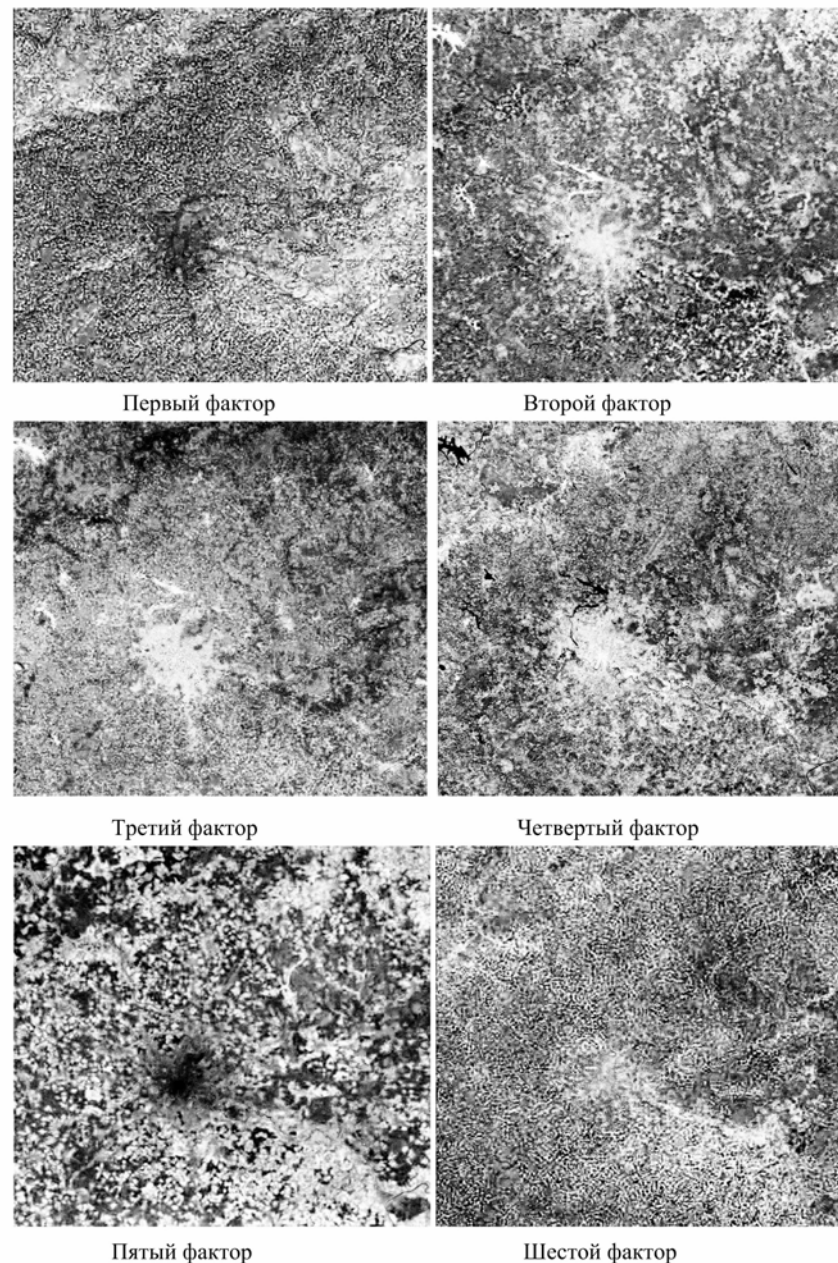 Первый фактор
Второй фактор
Третий фактор
Четвертый фактор
Пятый фактор
Шестой фактор